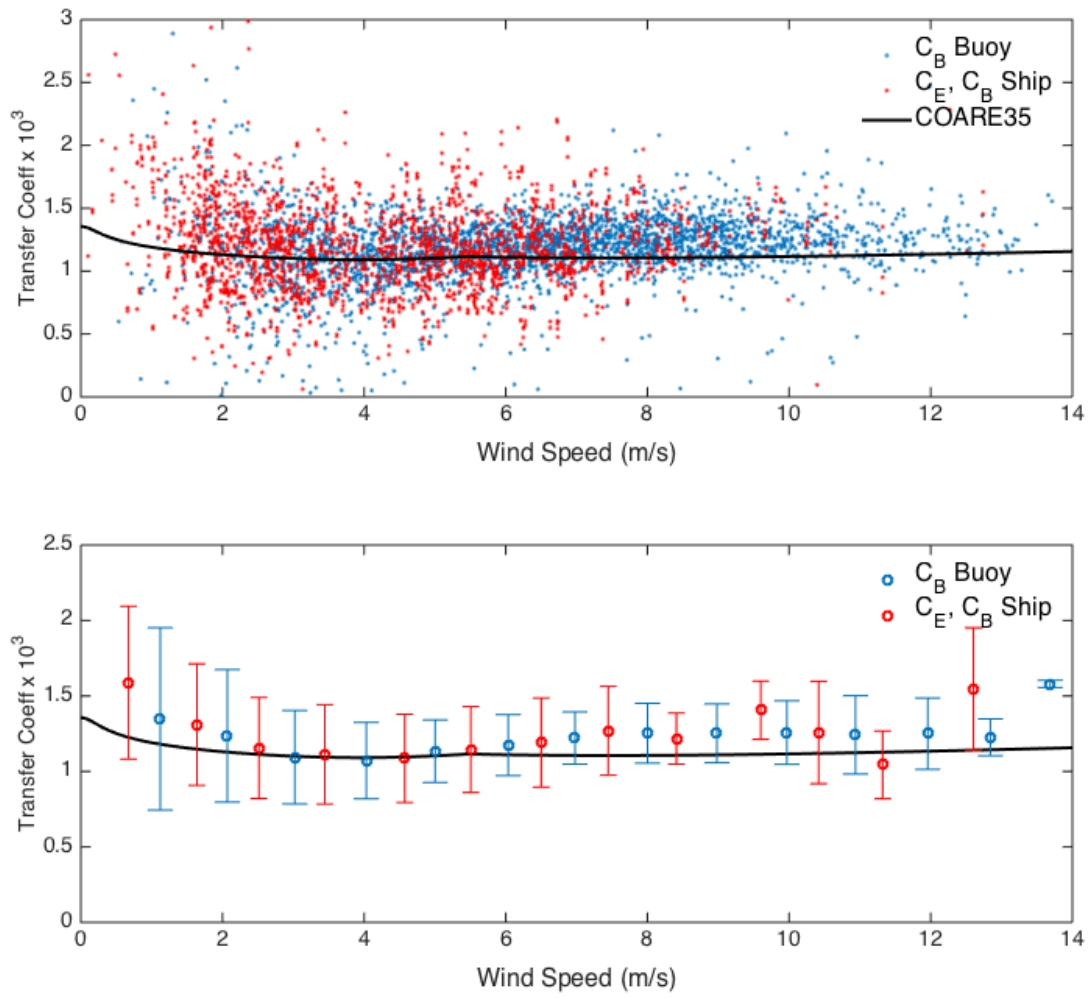 3
2.5
2
1.5
1
0.5
0
Transfer Coeff x 10³
C_B Buoy
C_E, C_B Ship
COARE35
0 2 4 6 8 10 12 14
Wind Speed (m/s)
2.5
2
1.5
1
0.5
0
Transfer Coeff x 10³
C_B Buoy
C_E, C_B Ship
0 2 4 6 8 10 12 14
Wind Speed (m/s)